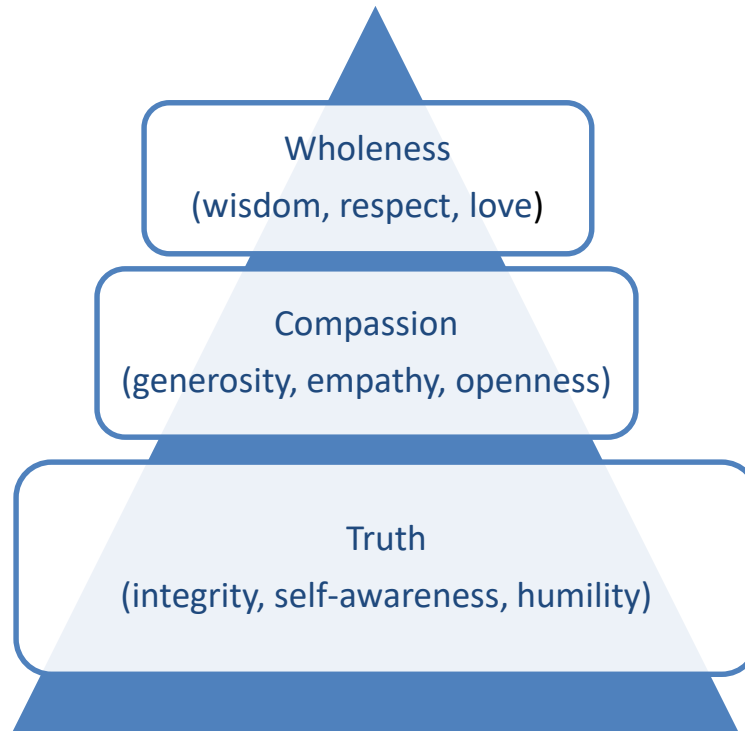 Wholeness
(wisdom, respect, love)
Compassion
(generosity, empathy, openness)
Truth
(integrity, self-awareness, humility)